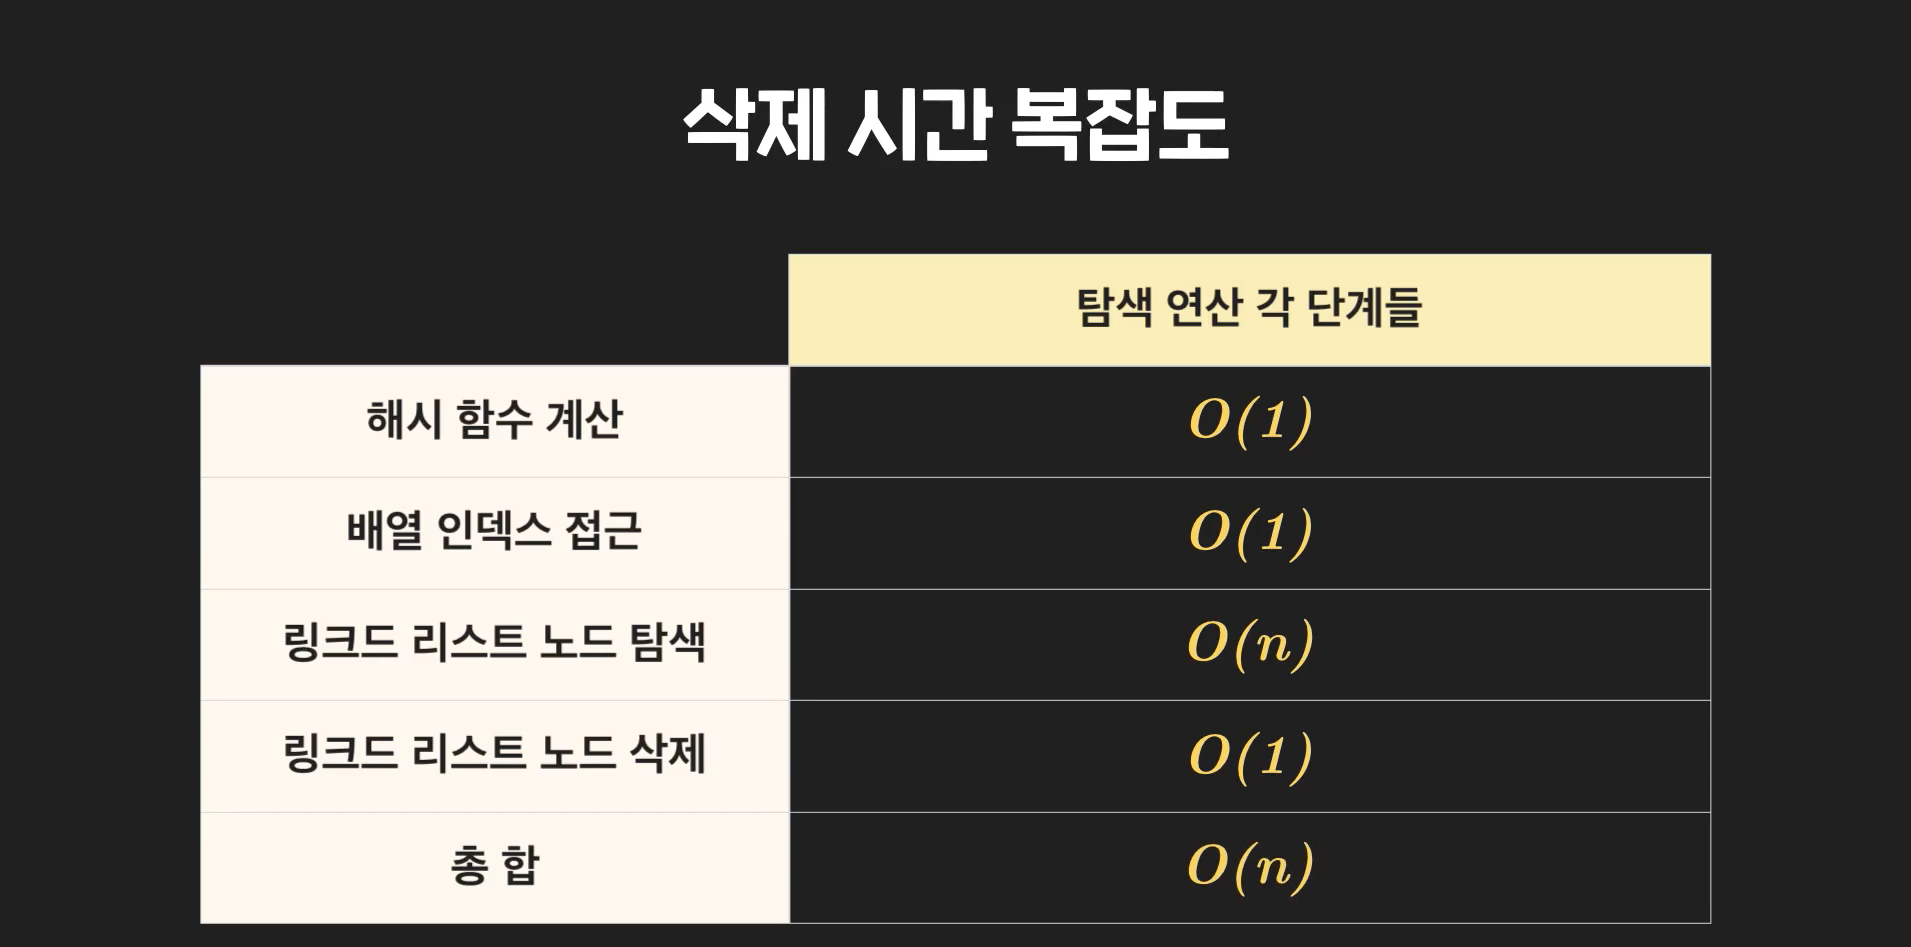 삭제 시간 복잡도
탐색 연산 각 단계들
해시 함수 계산 O(1)
배열 인덱스 접근 O(1)
링크드 리스트 노드 탐색 O(n)
링크드 리스트 노드 삭제 O(1)
총 합 O(n)